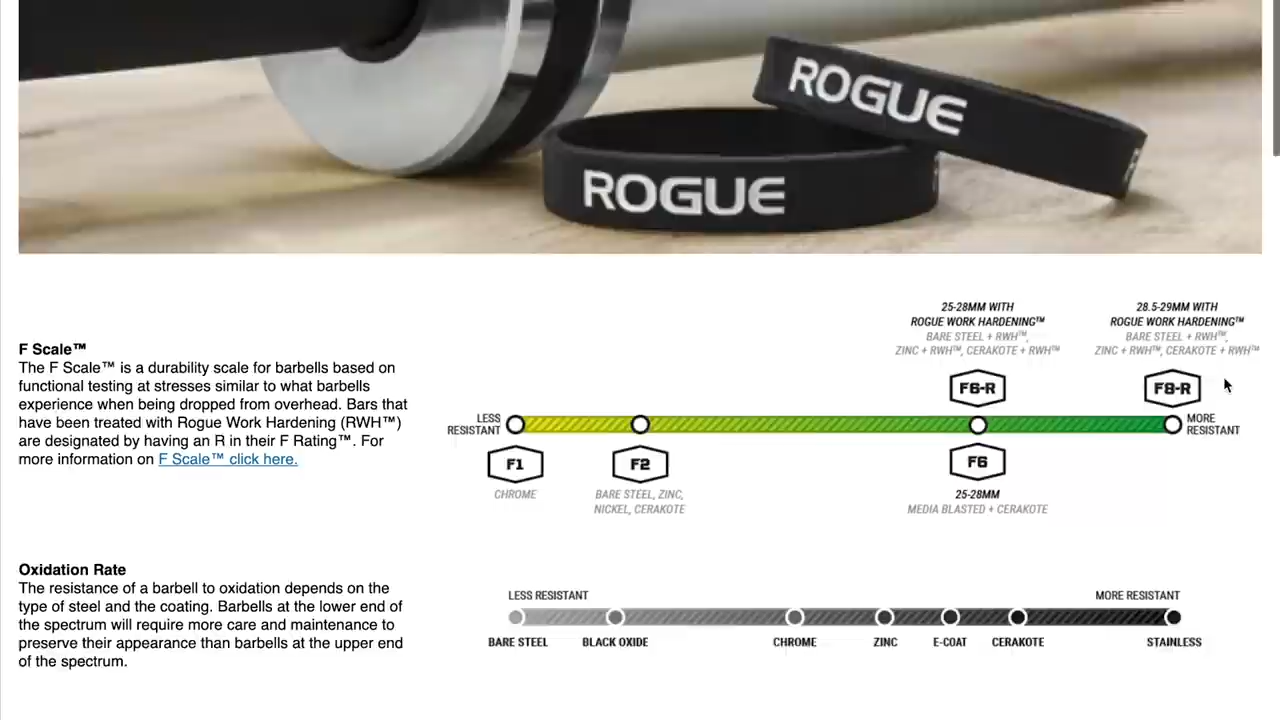 ROGUE
ROGUE
F Scale™
The F Scale™ is a durability scale for barbells based on
functional testing at stresses similar to what barbells
experience when being dropped from overhead. Bars that
have been treated with Rogue Work Hardening (RWH™)
are designated by having an R in their F Rating™. For
more information on F Scale™ click here.
25-28MM WITH
ROGUE WORK HARDENING™
BARE STEEL + RWH™,
ZINC + RWH™, CERAKOTE + RWH™
28.5-29MM WITH
ROGUE WORK HARDENING™
BARE STEEL + RWH™,
ZINC + RWH™, CERAKOTE + RWH™
F6-R
F8-R
LESS
RESISTANT
MORE
RESISTANT
F1
F2
F6
CHROME
BARE STEEL, ZINC,
NICKEL, CERAKOTE
25-28MM
MEDIA BLASTED + CERAKOTE
Oxidation Rate
The resistance of a barbell to oxidation depends on the
type of steel and the coating. Barbells at the lower end of
the spectrum will require more care and maintenance to
preserve their appearance than barbells at the upper end
of the spectrum.
LESS RESISTANT
MORE RESISTANT
BARE STEEL
BLACK OXIDE
CHROME
ZINC
E-COAT
CERAKOTE
STAINLESS